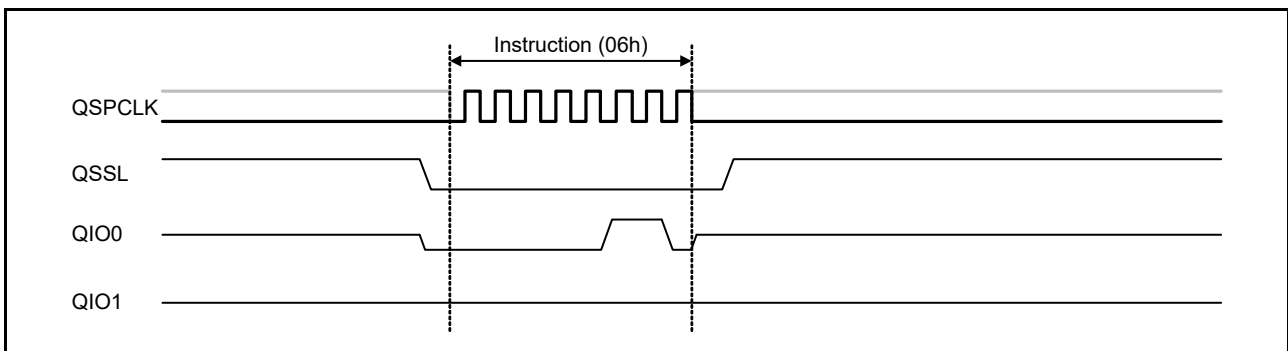 Instruction (06h)
QSPCLK
QSSL
QIO0
QIO1